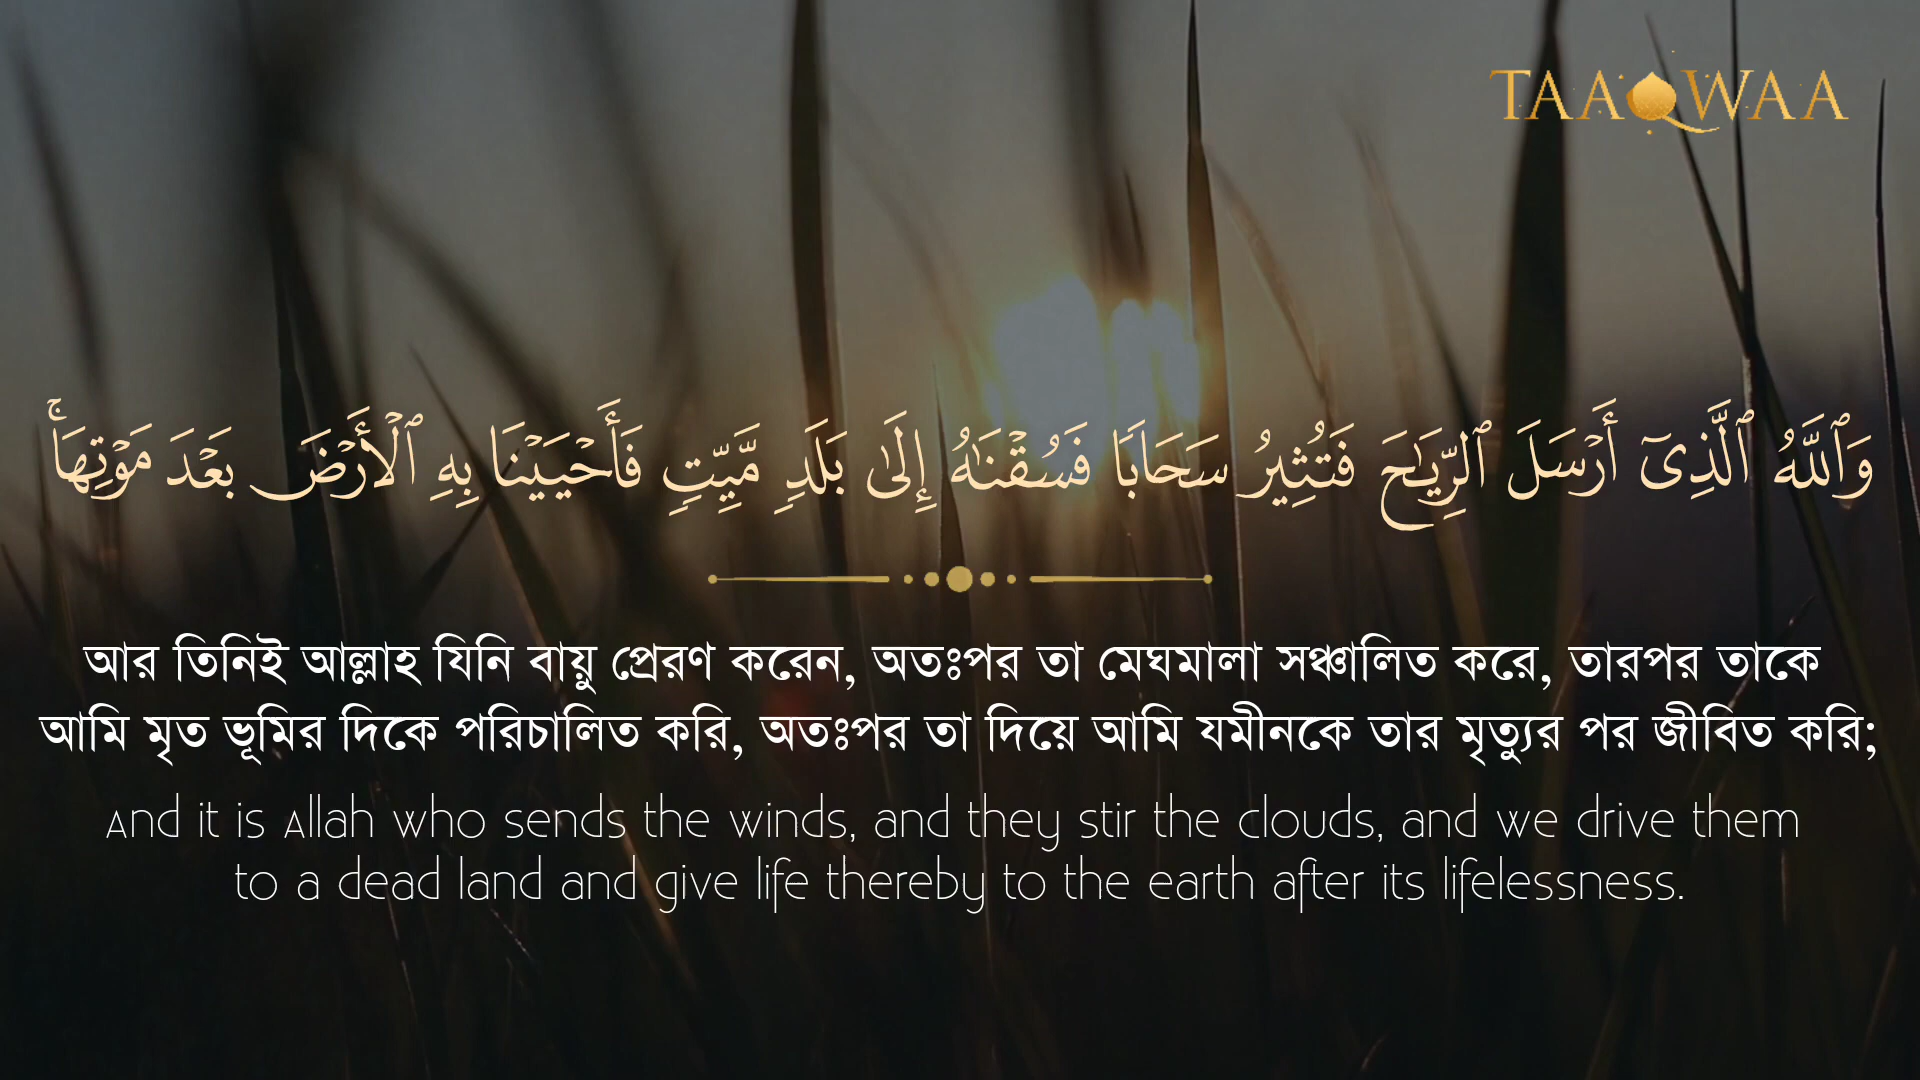 TAAQWAA
وَٱللَّهُ ٱلَّذِىٓ أَرْسَلَ ٱلرِّيَـٰحَ فَتُثِيرُ سَحَابًا فَسُقْنَـٰهُ إِلَىٰ بَلَدٍ مَّيِّتٍ فَأَحْيَيْنَا بِهِ ٱلْأَرْضَ بَعْدَ مَوْتِهَا ۚ
আর তিনিই আল্লাহ যিনি বায়ু প্রেরণ করেন, অতঃপর তা মেঘমালা সঞ্চালিত করে, তারপর তাকে
আমি মৃত ভূমির দিকে পরিচালিত করি, অতঃপর তা দিয়ে আমি যমীনকে তার মৃত্যুর পর জীবিত করি;
And it is Allah who sends the winds, and they stir the clouds, and we drive them
to a dead land and give life thereby to the earth after its lifelessness.